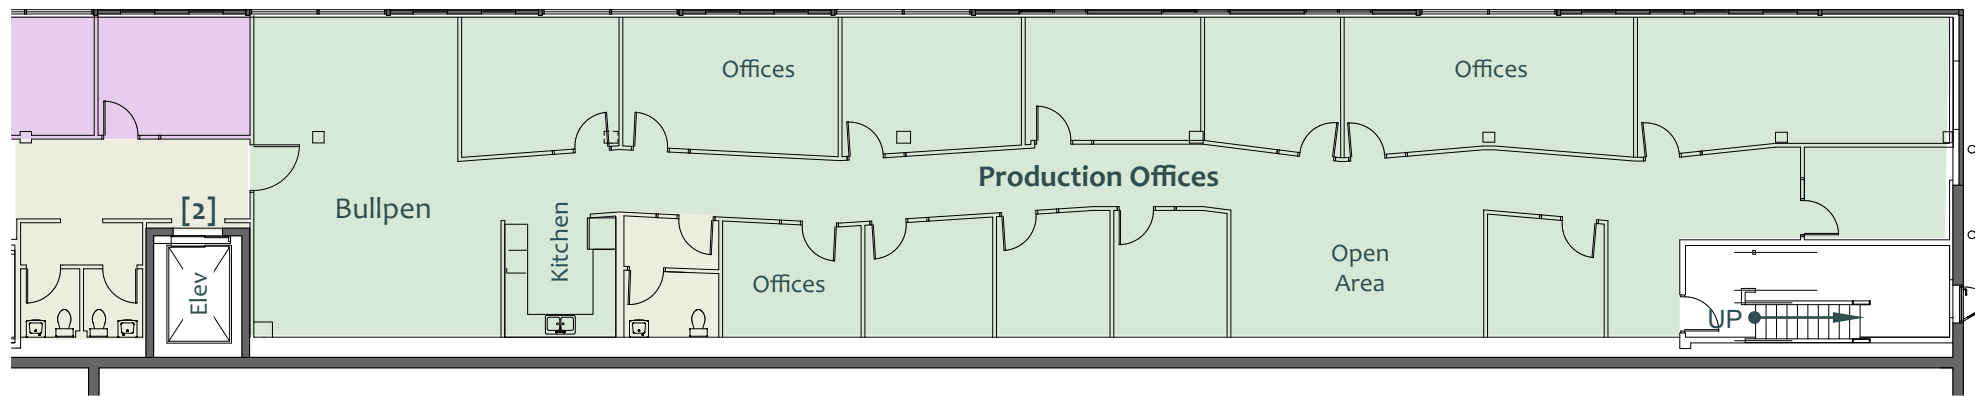 Offices
Offices
Production Offices
[2]
Bullpen
Kitchen
Open
Area
Elev
Offices
UP